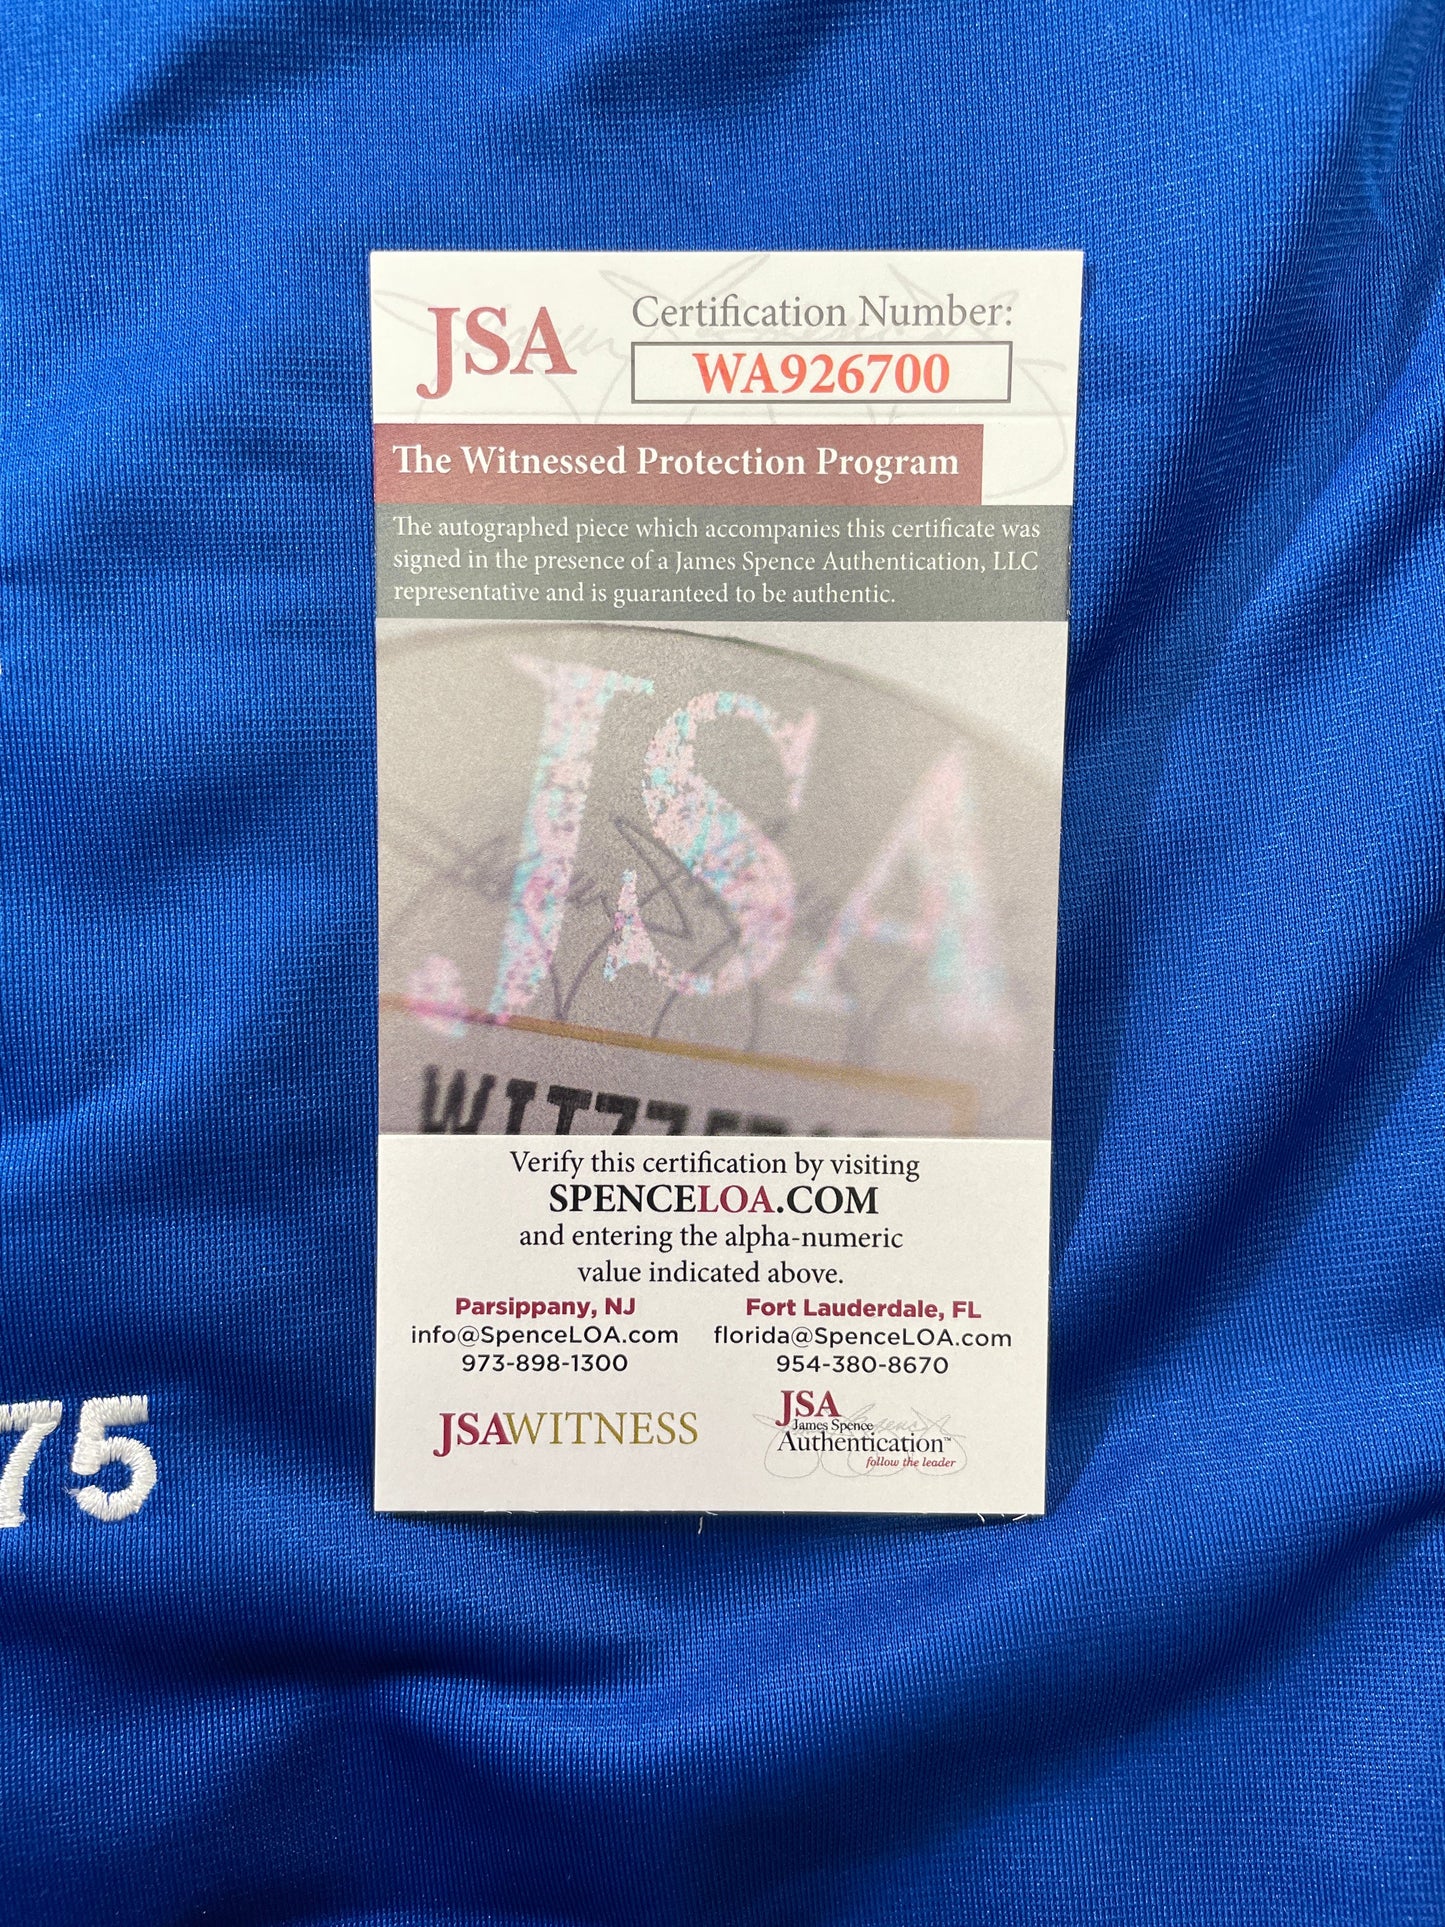 JSA
Certification Number:
WA926700
The Witnessed Protection Program
The autographed piece which accompanies this certificate was
signed in the presence of a James Spence Authentication, LLC
representative and is guaranteed to be authentic.
JSA
Verify this certification by visiting
SPENCELOA.COM
and entering the alpha-numeric
value indicated above.
Parsippany, NJ
info@SpenceLOA.com
973-898-1300
Fort Lauderdale, FL
florida@SpenceLOA.com
954-380-8670
75
JSAWITNESS
JSA
James Spence
Authentication™
follow the leader